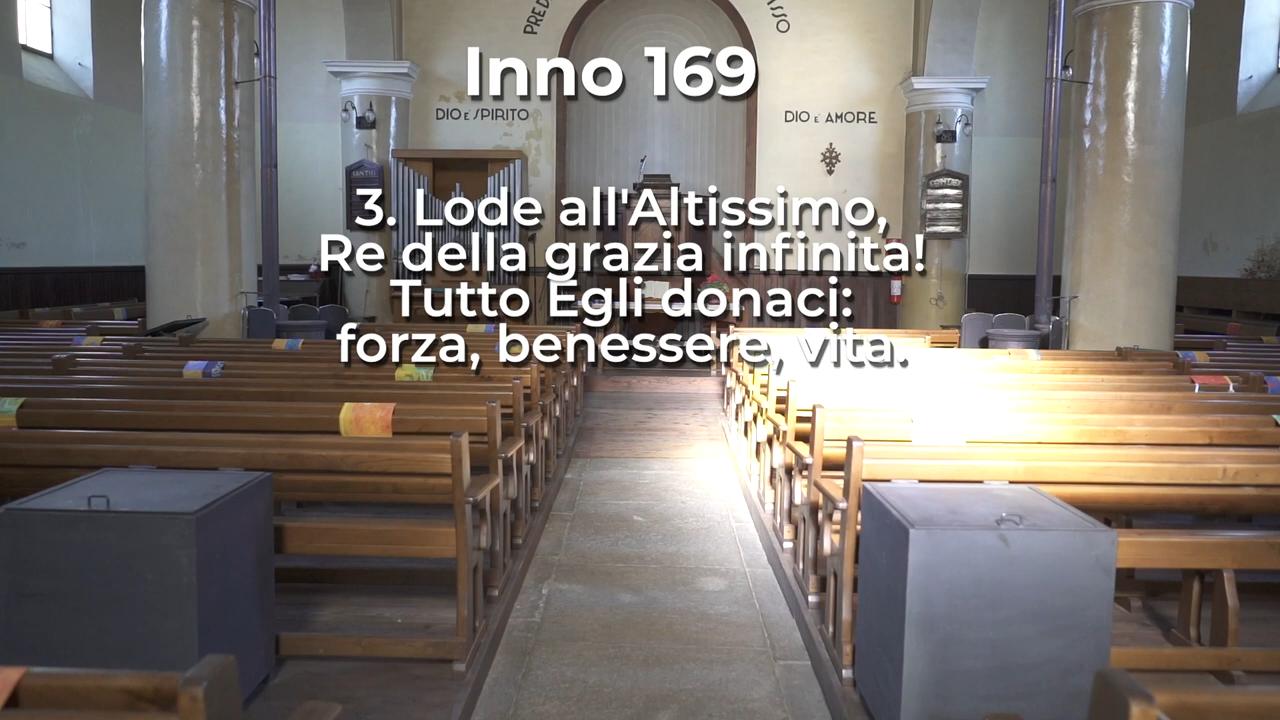 Inno 169
DIO E' SPIRITO
DIO E' AMORE
3. Lode all'Altissimo,
Re della grazia infinita!
Tutto Egli donaci:
forza, benessere, vita.